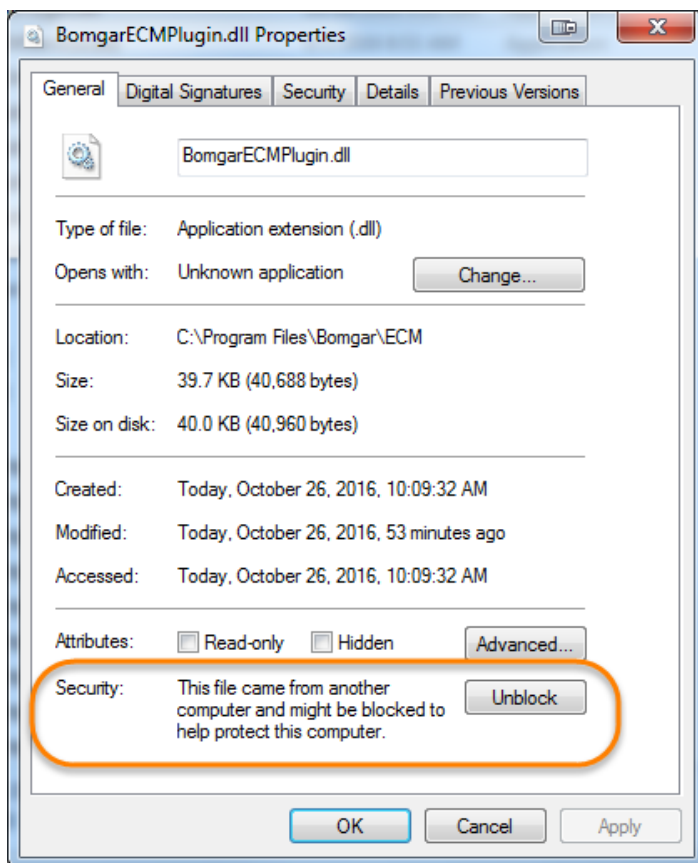 BomgarECMPlugin.dll Properties
General Digital Signatures Security Details Previous Versions
BomgarECMPlugin.dll
Type of file: Application extension (.dll)
Opens with: Unknown application Change...
Location: C:\Program Files\Bomgar\ECM
Size: 39.7 KB (40,688 bytes)
Size on disk: 40.0 KB (40,960 bytes)
Created: Today, October 26, 2016, 10:09:32 AM
Modified: Today, October 26, 2016, 53 minutes ago
Accessed: Today, October 26, 2016, 10:09:32 AM
Attributes: Read-only Hidden Advanced...
Security: This file came from another
computer and might be blocked to
help protect this computer.
Unblock
OK Cancel Apply